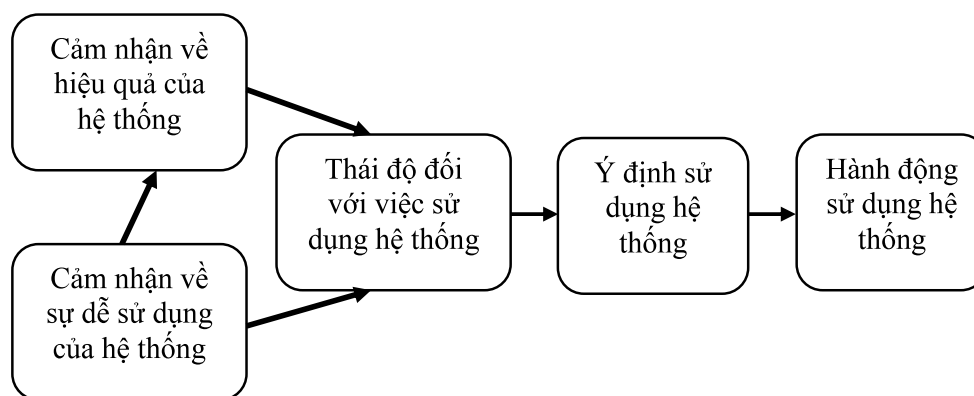 Cảm nhận về
hiệu quả của
hệ thống
Cảm nhận về
sự dễ sử dụng
của hệ thống
Thái độ đối
với việc sử
dụng hệ thống
Ý định sử
dụng hệ
thống
Hành động
sử dụng hệ
thống